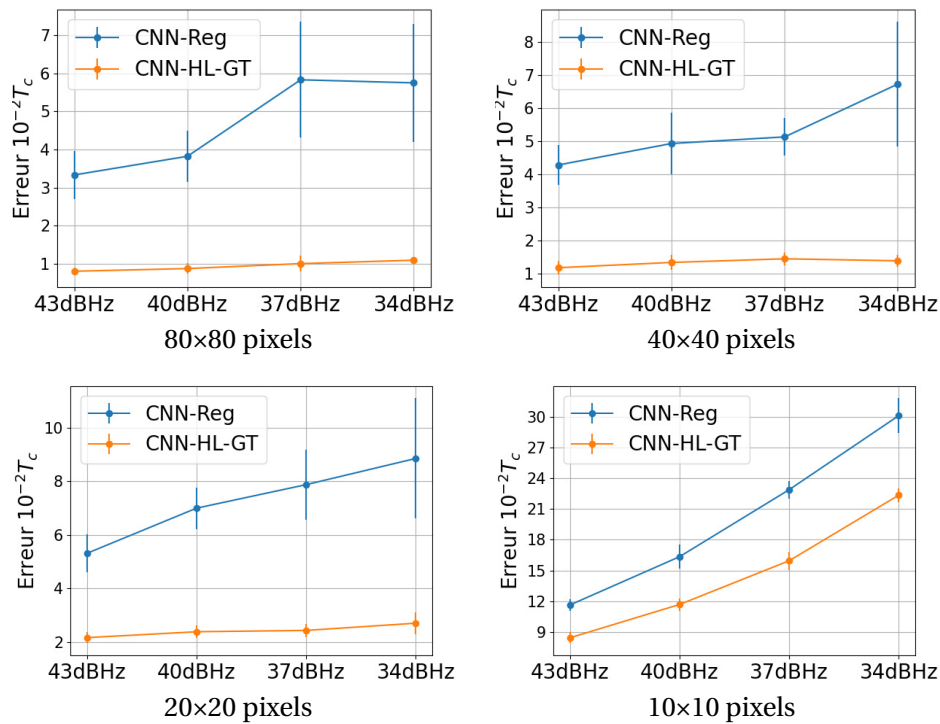 7
6
5
4
3
2
1
Erreur 10⁻²T_c
CNN-Reg
CNN-HL-GT
43dBHz 40dBHz 37dBHz 34dBHz
80×80 pixels
8
7
6
5
4
3
2
1
Erreur 10⁻²T_c
CNN-Reg
CNN-HL-GT
43dBHz 40dBHz 37dBHz 34dBHz
40×40 pixels
10
8
6
4
2
Erreur 10⁻²T_c
CNN-Reg
CNN-HL-GT
43dBHz 40dBHz 37dBHz 34dBHz
20×20 pixels
30
27
24
21
18
15
12
9
Erreur 10⁻²T_c
CNN-Reg
CNN-HL-GT
43dBHz 40dBHz 37dBHz 34dBHz
10×10 pixels